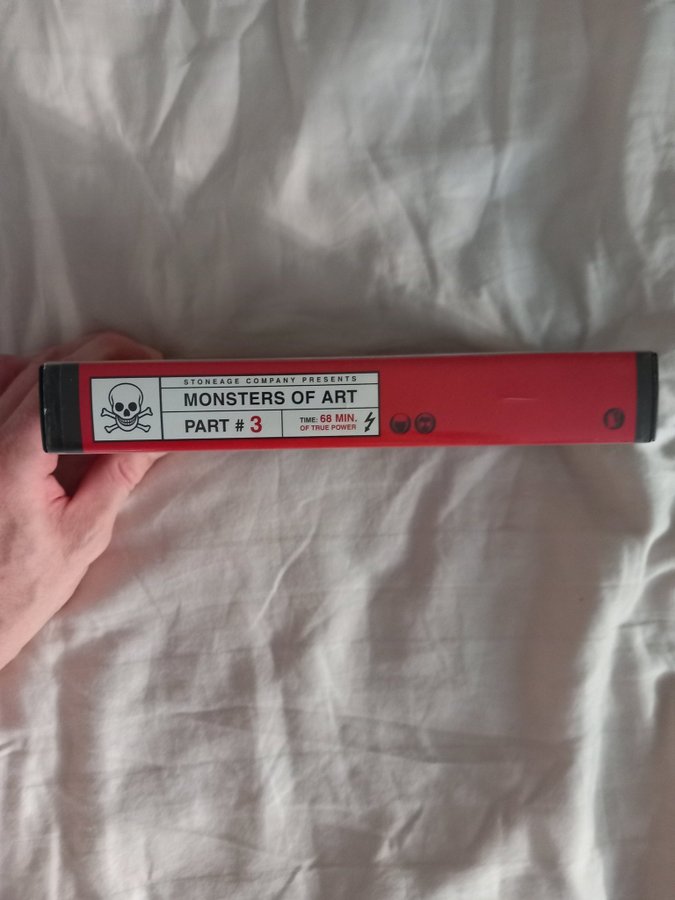 STONEAGE COMPANY PRESENTS
MONSTERS OF ART
PART # 3
TIME: 68 MIN.
OF TRUE POWER